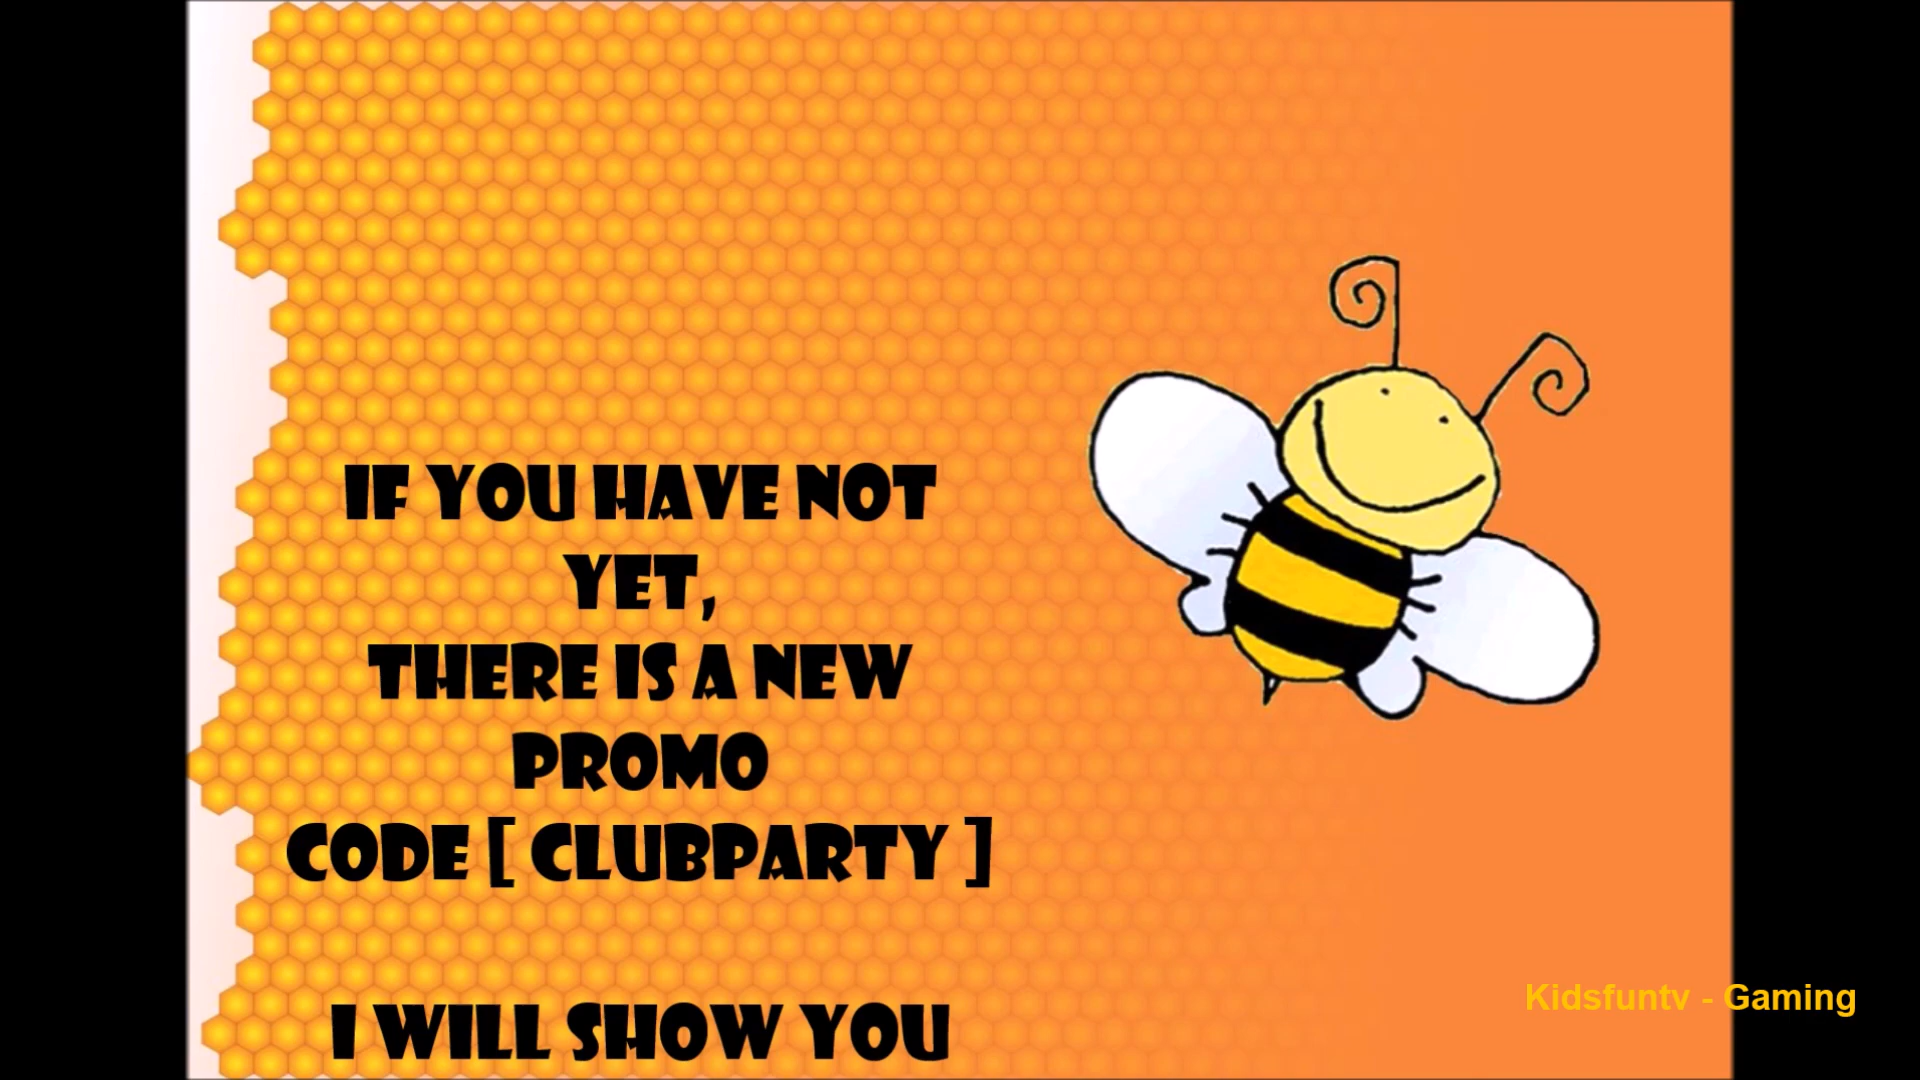 IF YOU HAVE NOT
YET,
THERE IS A NEW
PROMO
CODE [ CLUBPARTY ]
I WILL SHOW YOU
Kidsfuntv - Gaming